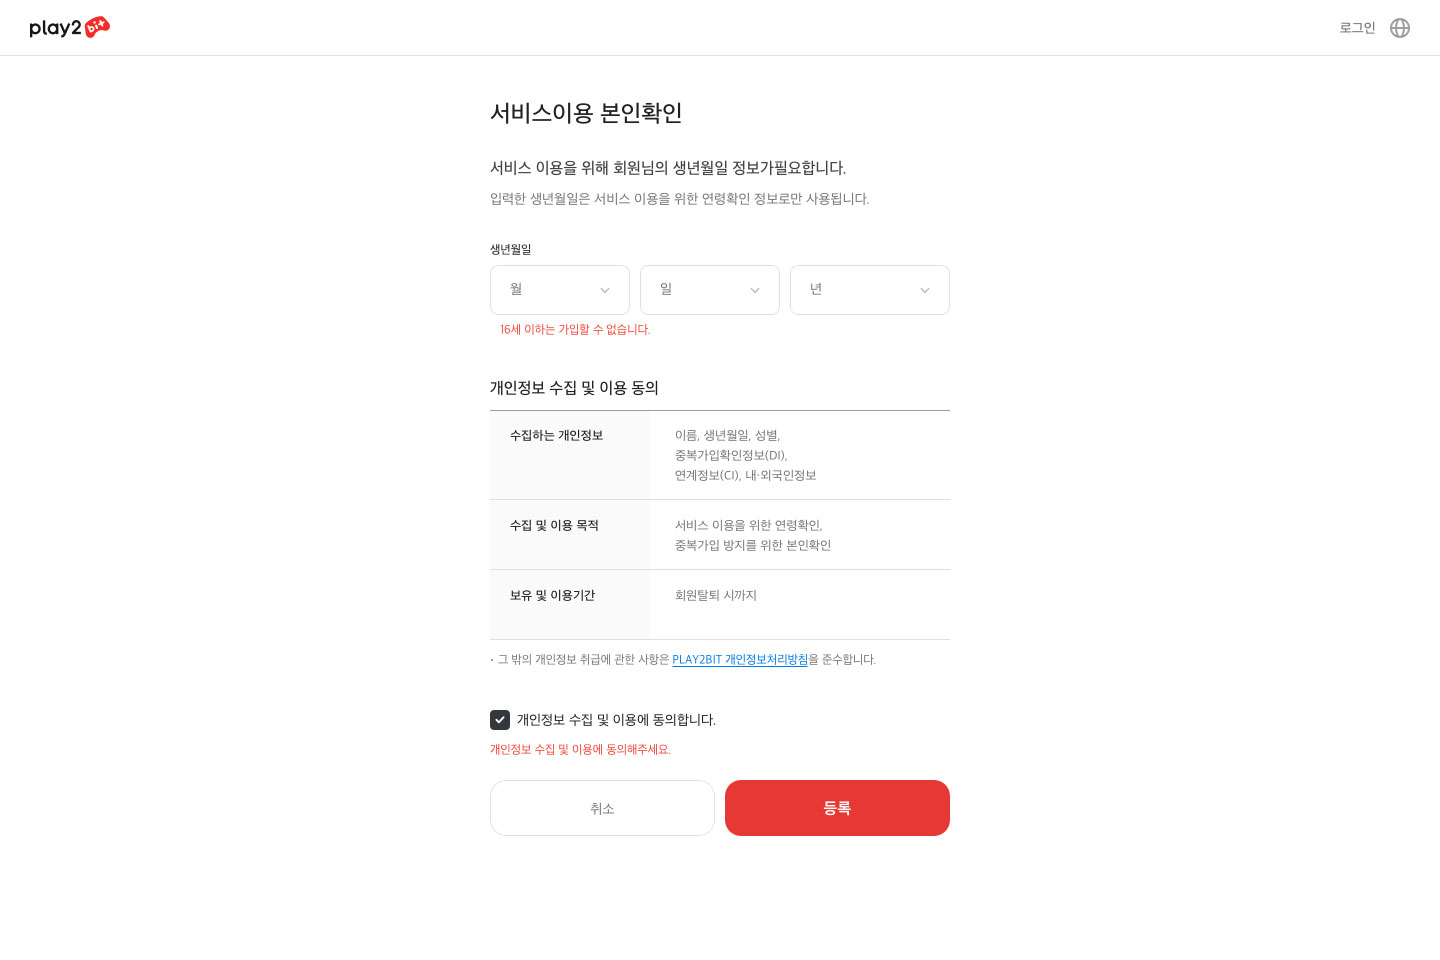 play2bit
로그인
서비스이용 본인확인
서비스 이용을 위해 회원님의 생년월일 정보가필요합니다.
입력한 생년월일은 서비스 이용을 위한 연령확인 정보로만 사용됩니다.
생년월일
월 일 년
16세 이하는 가입할 수 없습니다.
개인정보 수집 및 이용 동의
수집하는 개인정보 이름, 생년월일, 성별,
중복가입확인정보(DI),
연계정보(CI), 내·외국인정보
수집 및 이용 목적 서비스 이용을 위한 연령확인,
중복가입 방지를 위한 본인확인
보유 및 이용기간 회원탈퇴 시까지
· 그 밖의 개인정보 취급에 관한 사항은 PLAY2BIT 개인정보처리방침을 준수합니다.
개인정보 수집 및 이용에 동의합니다.
개인정보 수집 및 이용에 동의해주세요.
취소 등록